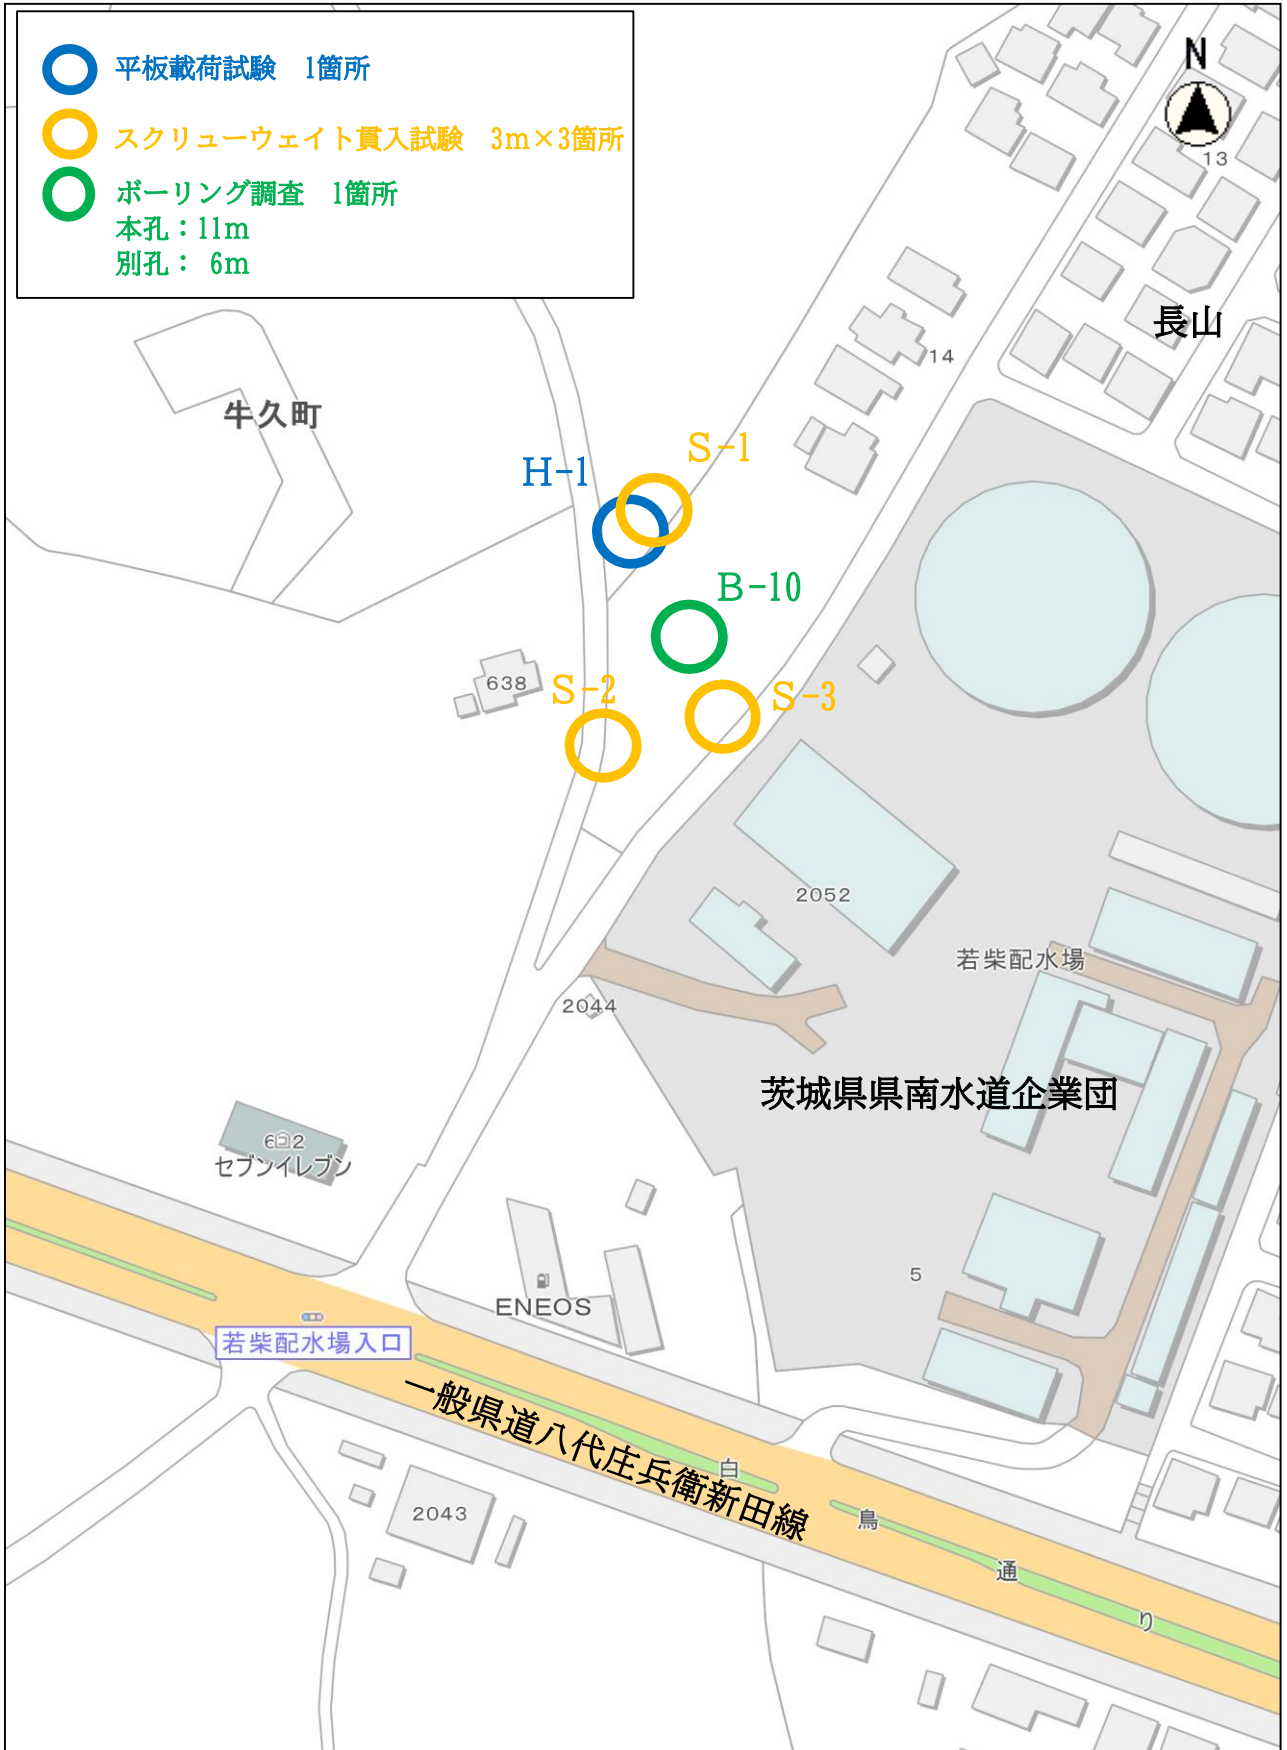 平板載荷試験　1箇所
スクリューウェイト貫入試験　3m×3箇所
ボーリング調査　1箇所
本孔：11m
別孔： 6m
N
13
長山
14
牛久町
S-1
H-1
B-10
638
S-2
S-3
2052
若柴配水場
2044
茨城県県南水道企業団
セブンイレブン
5
ENEOS
若柴配水場入口
一般県道八代庄兵衛新田線
白鳥通り
2043